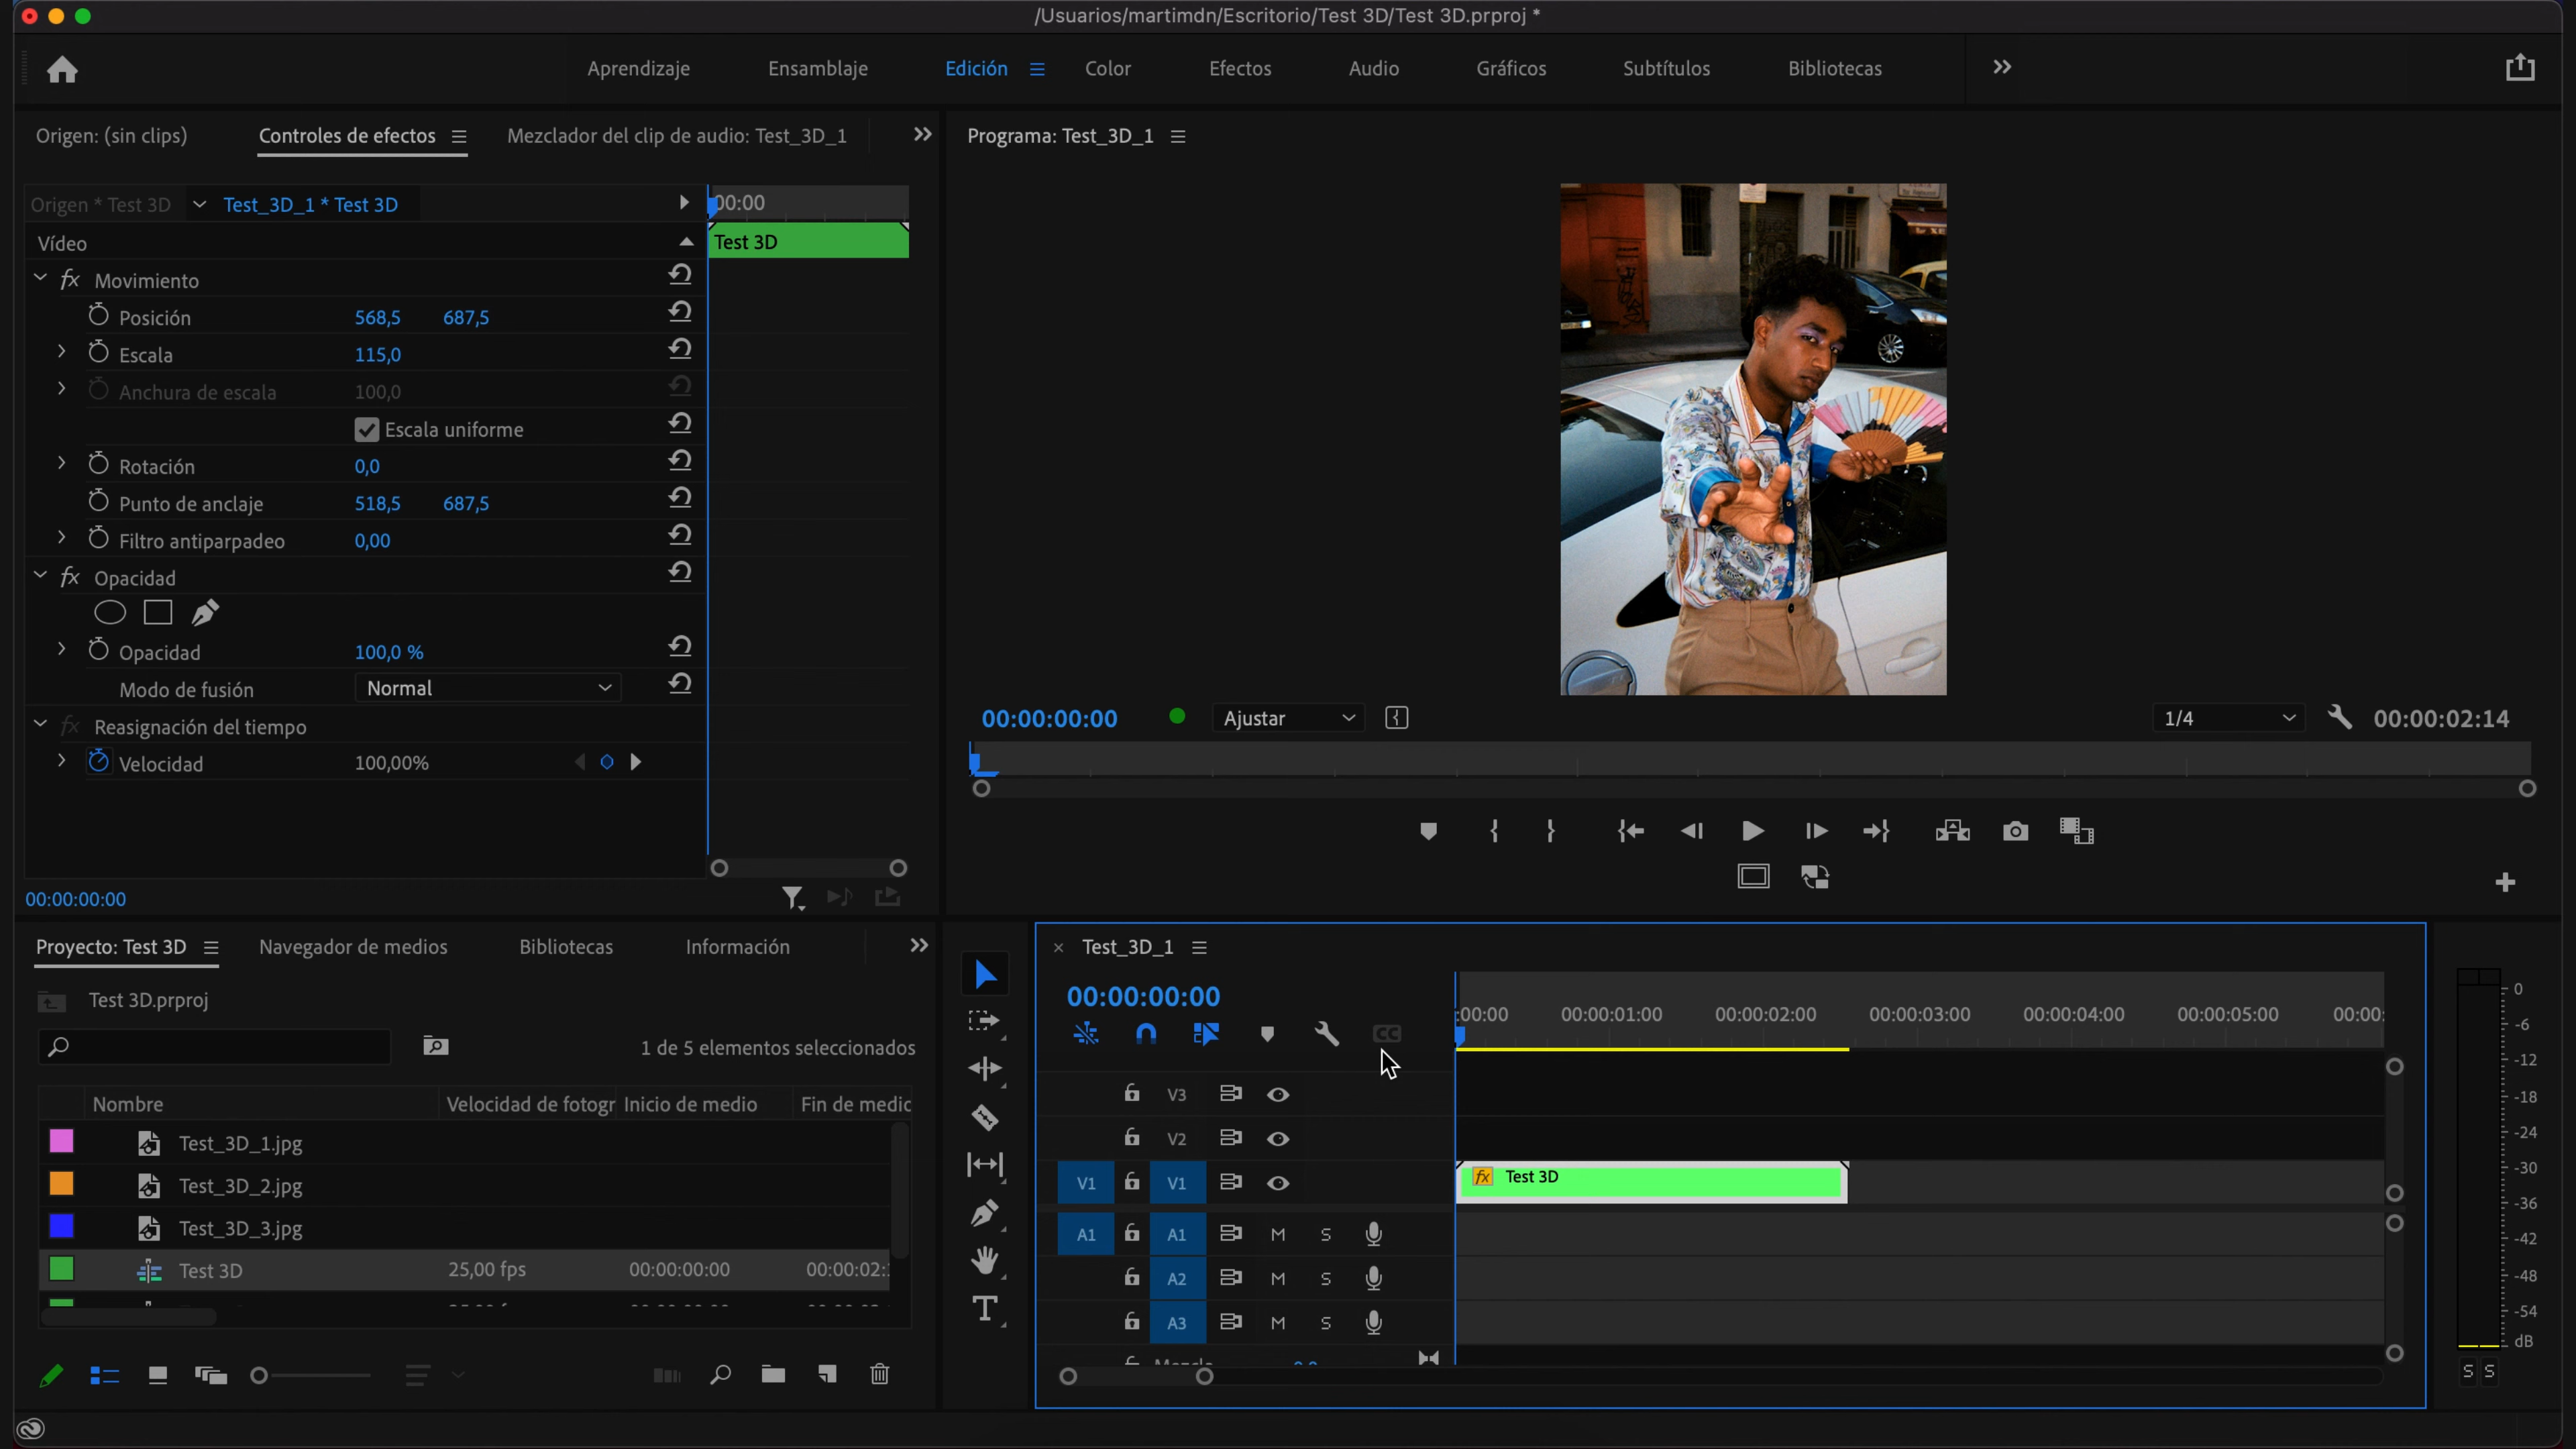 /Usuarios/martimdn/Escritorio/Test 3D/Test 3D.prproj *
Aprendizaje Ensamblaje Edición Color Efectos Audio Gráficos Subtítulos Bibliotecas
Origen: (sin clips) Controles de efectos Mezclador del clip de audio: Test_3D_1
Programa: Test_3D_1
Origen * Test 3D Test_3D_1 * Test 3D
00:00
Vídeo
Test 3D
fx Movimiento
Posición 568,5 687,5
Escala 115,0
Anchura de escala 100,0
Escala uniforme
Rotación 0,0
Punto de anclaje 518,5 687,5
Filtro antiparpadeo 0,00
fx Opacidad
Opacidad 100,0 %
Modo de fusión Normal
fx Reasignación del tiempo
Velocidad 100,00%
00:00:00:00
00:00:00:00 Ajustar 1/4 00:00:02:14
Proyecto: Test 3D Navegador de medios Bibliotecas Información
Test 3D.prproj
1 de 5 elementos seleccionados
Nombre Velocidad de fotogr Inicio de medio Fin de medic
Test_3D_1.jpg
Test_3D_2.jpg
Test_3D_3.jpg
Test 3D 25,00 fps 00:00:00:00 00:00:02:
× Test_3D_1
00:00:00:00
CC
:00:00 00:00:01:00 00:00:02:00 00:00:03:00 00:00:04:00 00:00:05:00 00:00:
V3
V2
V1 V1 fx Test 3D
A1 A1 M S
A2 M S
A3 M S
0
-6
-12
-18
-24
-30
-36
-42
-48
-54
dB
S S